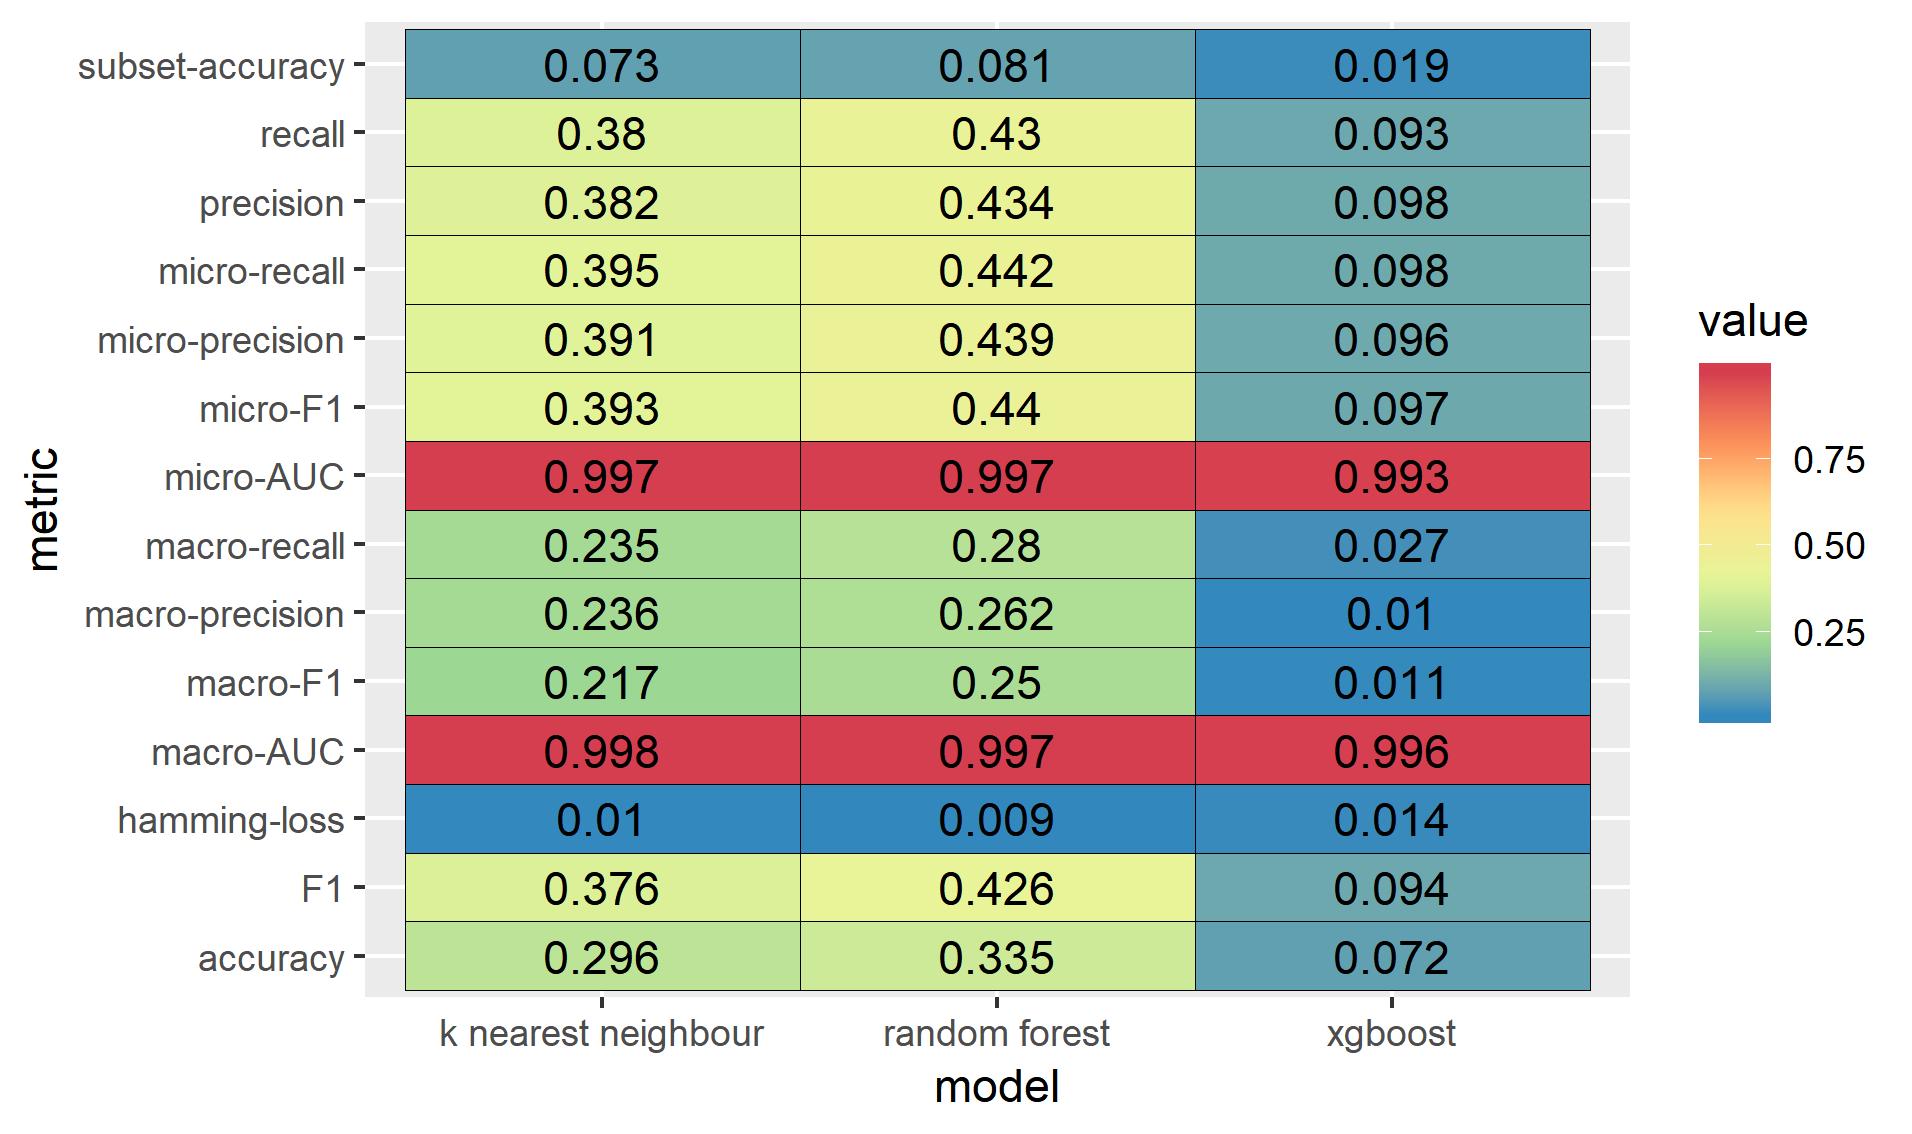 subset-accuracy 0.073 0.081 0.019
recall 0.38 0.43 0.093
precision 0.382 0.434 0.098
micro-recall 0.395 0.442 0.098
micro-precision 0.391 0.439 0.096
micro-F1 0.393 0.44 0.097
micro-AUC 0.997 0.997 0.993
macro-recall 0.235 0.28 0.027
macro-precision 0.236 0.262 0.01
macro-F1 0.217 0.25 0.011
macro-AUC 0.998 0.997 0.996
hamming-loss 0.01 0.009 0.014
F1 0.376 0.426 0.094
accuracy 0.296 0.335 0.072
k nearest neighbour random forest xgboost
model
metric
value
0.75
0.50
0.25